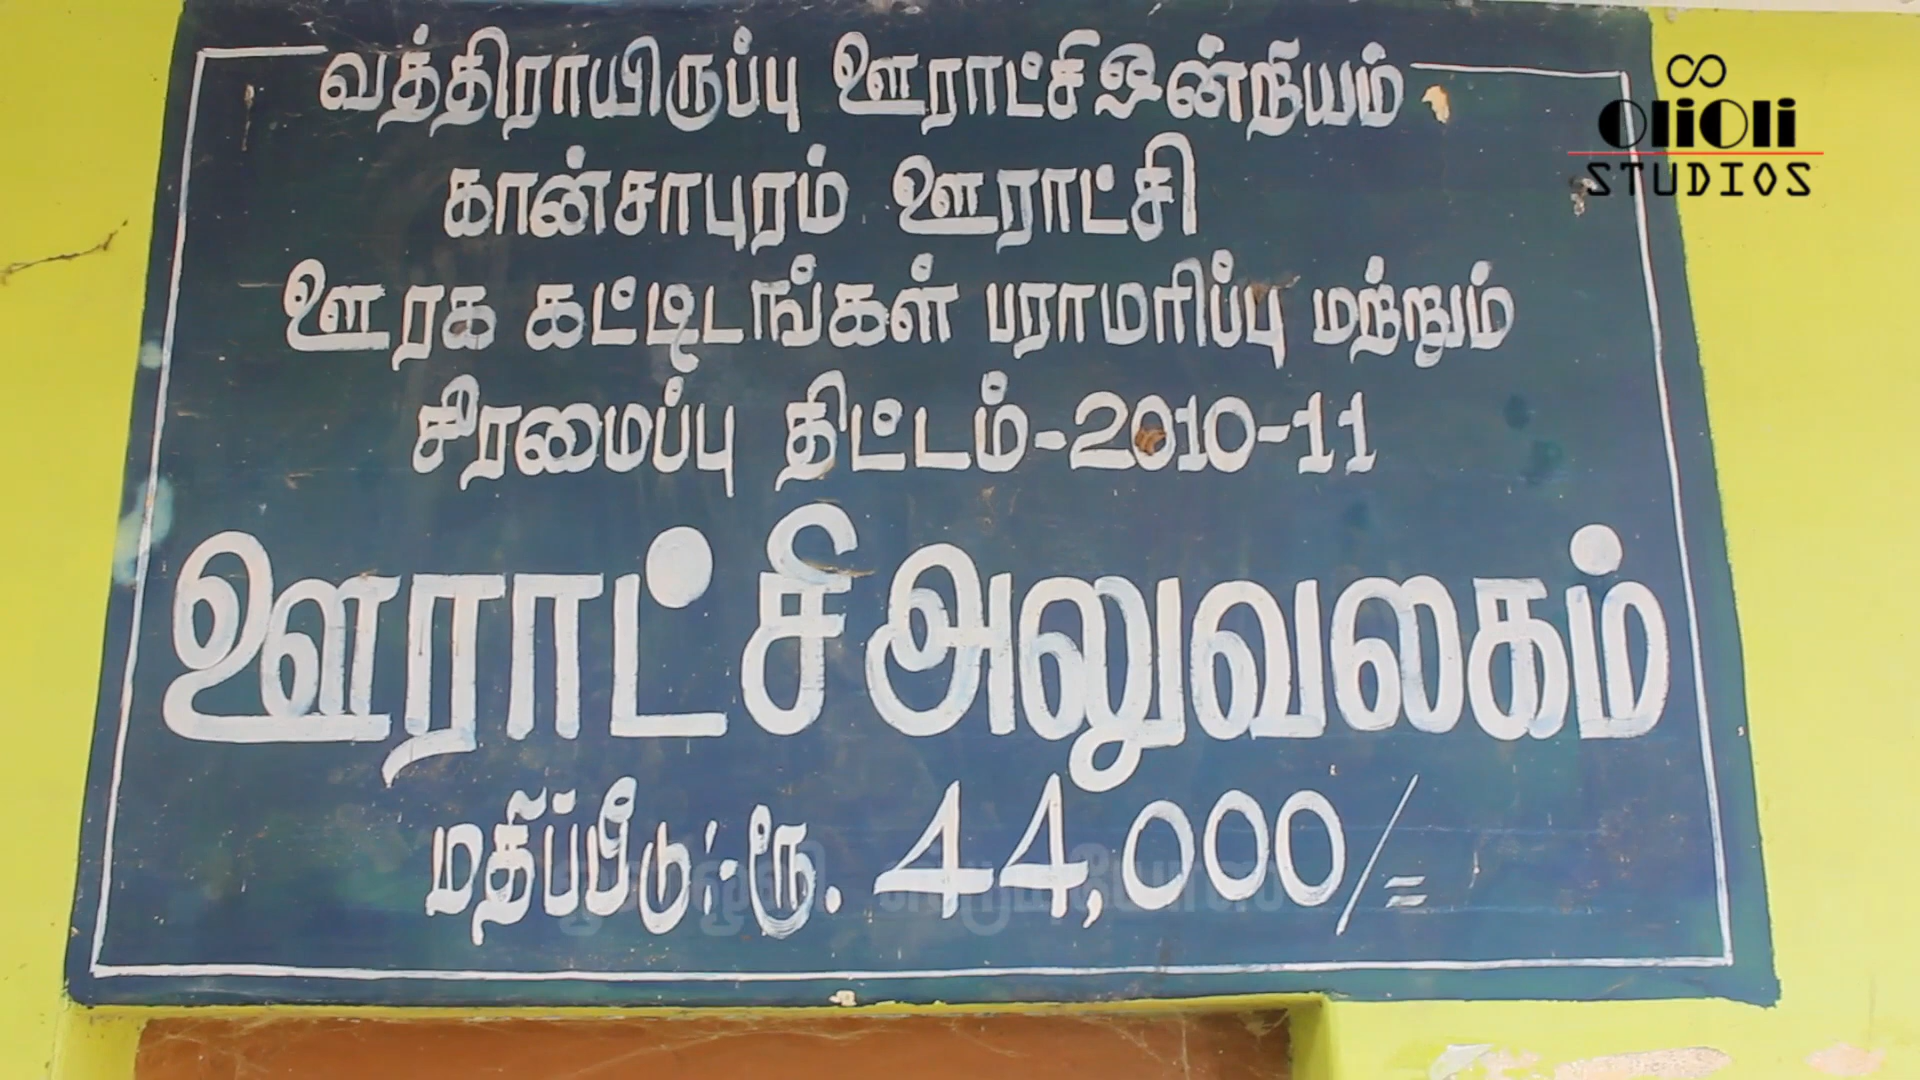 வத்திராயிருப்பு ஊராட்சிஒன்றியம்
கான்சாபுரம் ஊராட்சி
ஊரக கட்டிடங்கள் பராமரிப்பு மற்றும்
சீரமைப்பு திட்டம்-2010-11
ஊராட்சிஅலுவலகம்
மதிப்பீடு:-ரூ. 44,000/=
OliOli
STUDIOS